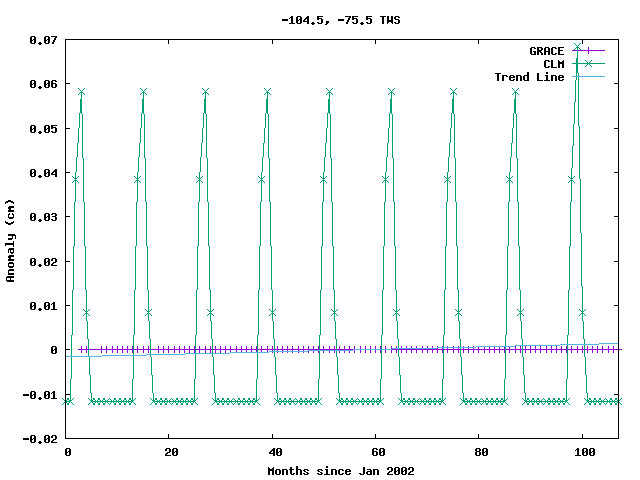 -104.5, -75.5 TWS
GRACE
CLM
Trend Line
0.07
0.06
0.05
0.04
0.03
0.02
0.01
0
-0.01
-0.02
Anomaly (cm)
0 20 40 60 80 100
Months since Jan 2002